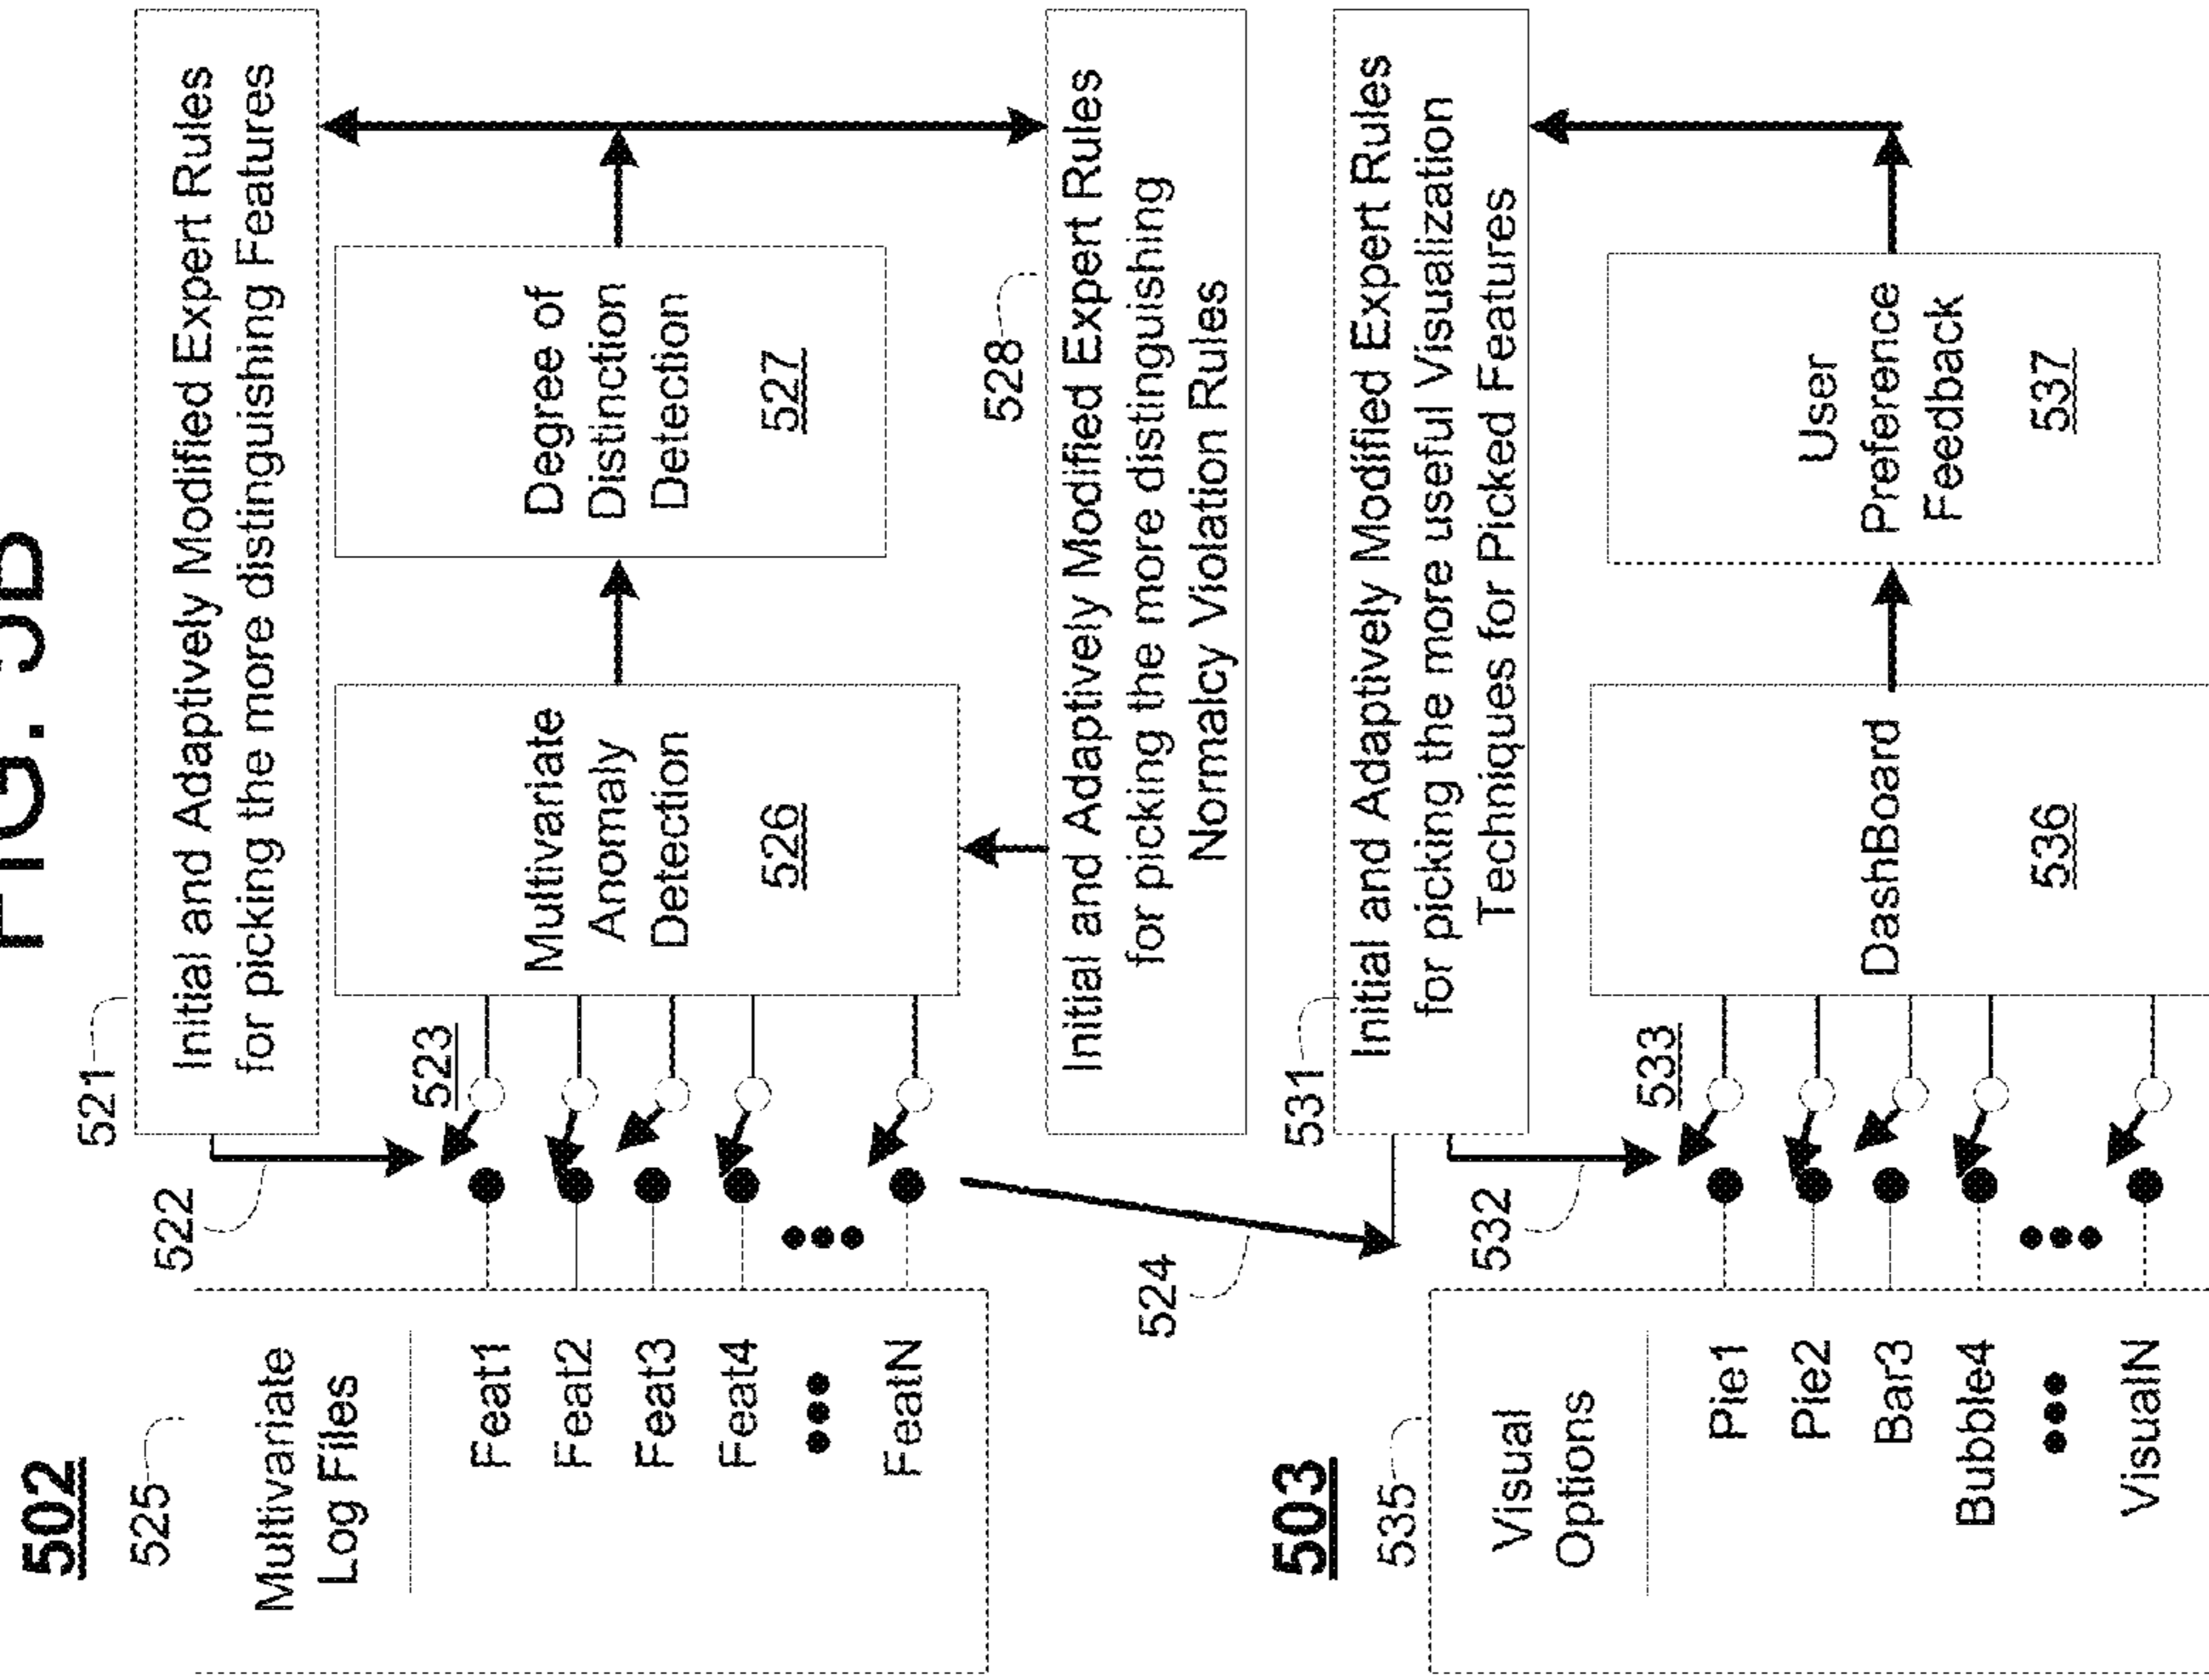 FIG. 5B
502
525
Multivariate
Log Files
Feat1
Feat2
Feat3
Feat4
•••
FeatN
521
522
523
524
Initial and Adaptively Modified Expert Rules
for picking the more distinguishing Features
Multivariate
Anomaly
Detection
526
Degree of
Distinction
Detection
527
528
Initial and Adaptively Modified Expert Rules
for picking the more distinguishing
Normalcy Violation Rules
503
535
Visual
Options
Pie1
Pie2
Bar3
Bubble4
•••
VisualN
531
532
533
Initial and Adaptively Modified Expert Rules
for picking the more useful Visualization
Techniques for Picked Features
DashBoard
536
User
Preference
Feedback
537